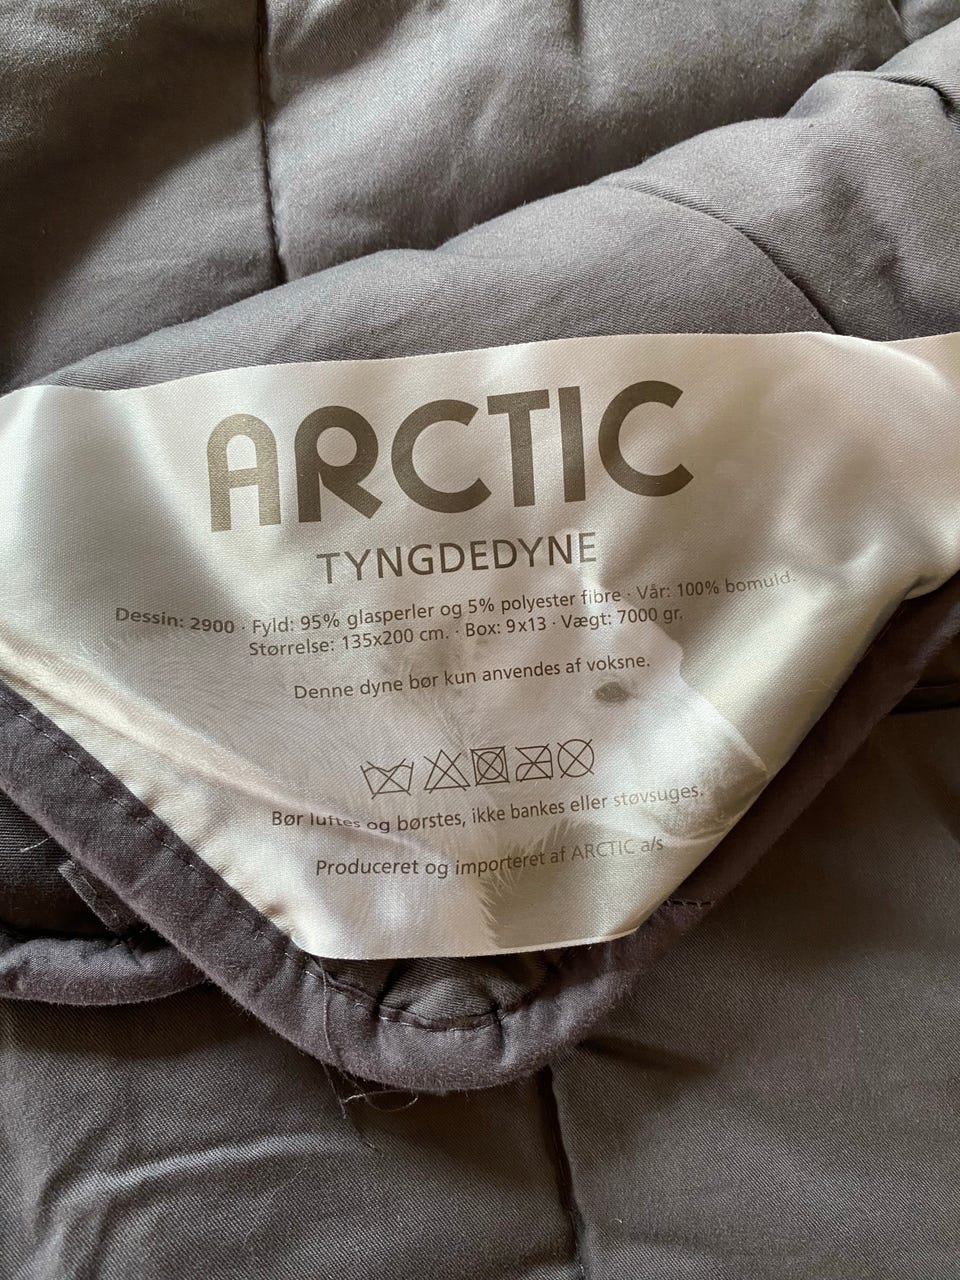 ARCTIC
TYNGDEDYNE
Dessin: 2900 · Fyld: 95% glasperler og 5% polyester fibre · Vår: 100% bomuld.
Størrelse: 135x200 cm. · Box: 9x13 · Vægt: 7000 gr.
Denne dyne bør kun anvendes af voksne.
Bør luftes og børstes, ikke bankes eller støvsuges.
Produceret og importeret af ARCTIC a/s